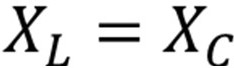 X_L = X_C